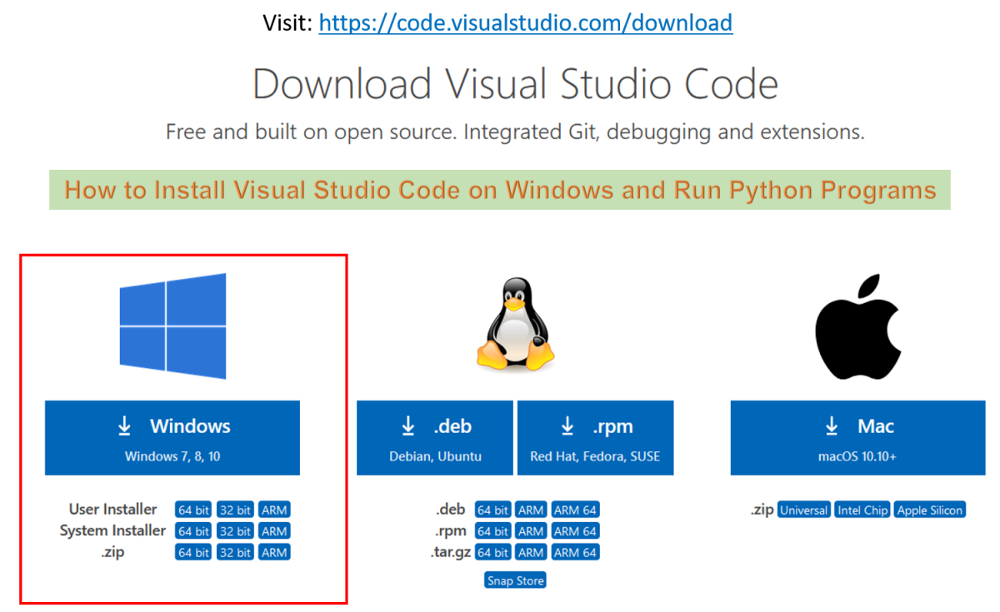 Visit: https://code.visualstudio.com/download
Download Visual Studio Code
Free and built on open source. Integrated Git, debugging and extensions.
How to Install Visual Studio Code on Windows and Run Python Programs
Windows
Windows 7, 8, 10
User Installer 64 bit 32 bit ARM
System Installer 64 bit 32 bit ARM
.zip 64 bit 32 bit ARM
.deb
Debian, Ubuntu
.rpm
Red Hat, Fedora, SUSE
.deb 64 bit ARM ARM 64
.rpm 64 bit ARM ARM 64
.tar.gz 64 bit ARM ARM 64
Snap Store
Mac
macOS 10.10+
.zip Universal Intel Chip Apple Silicon